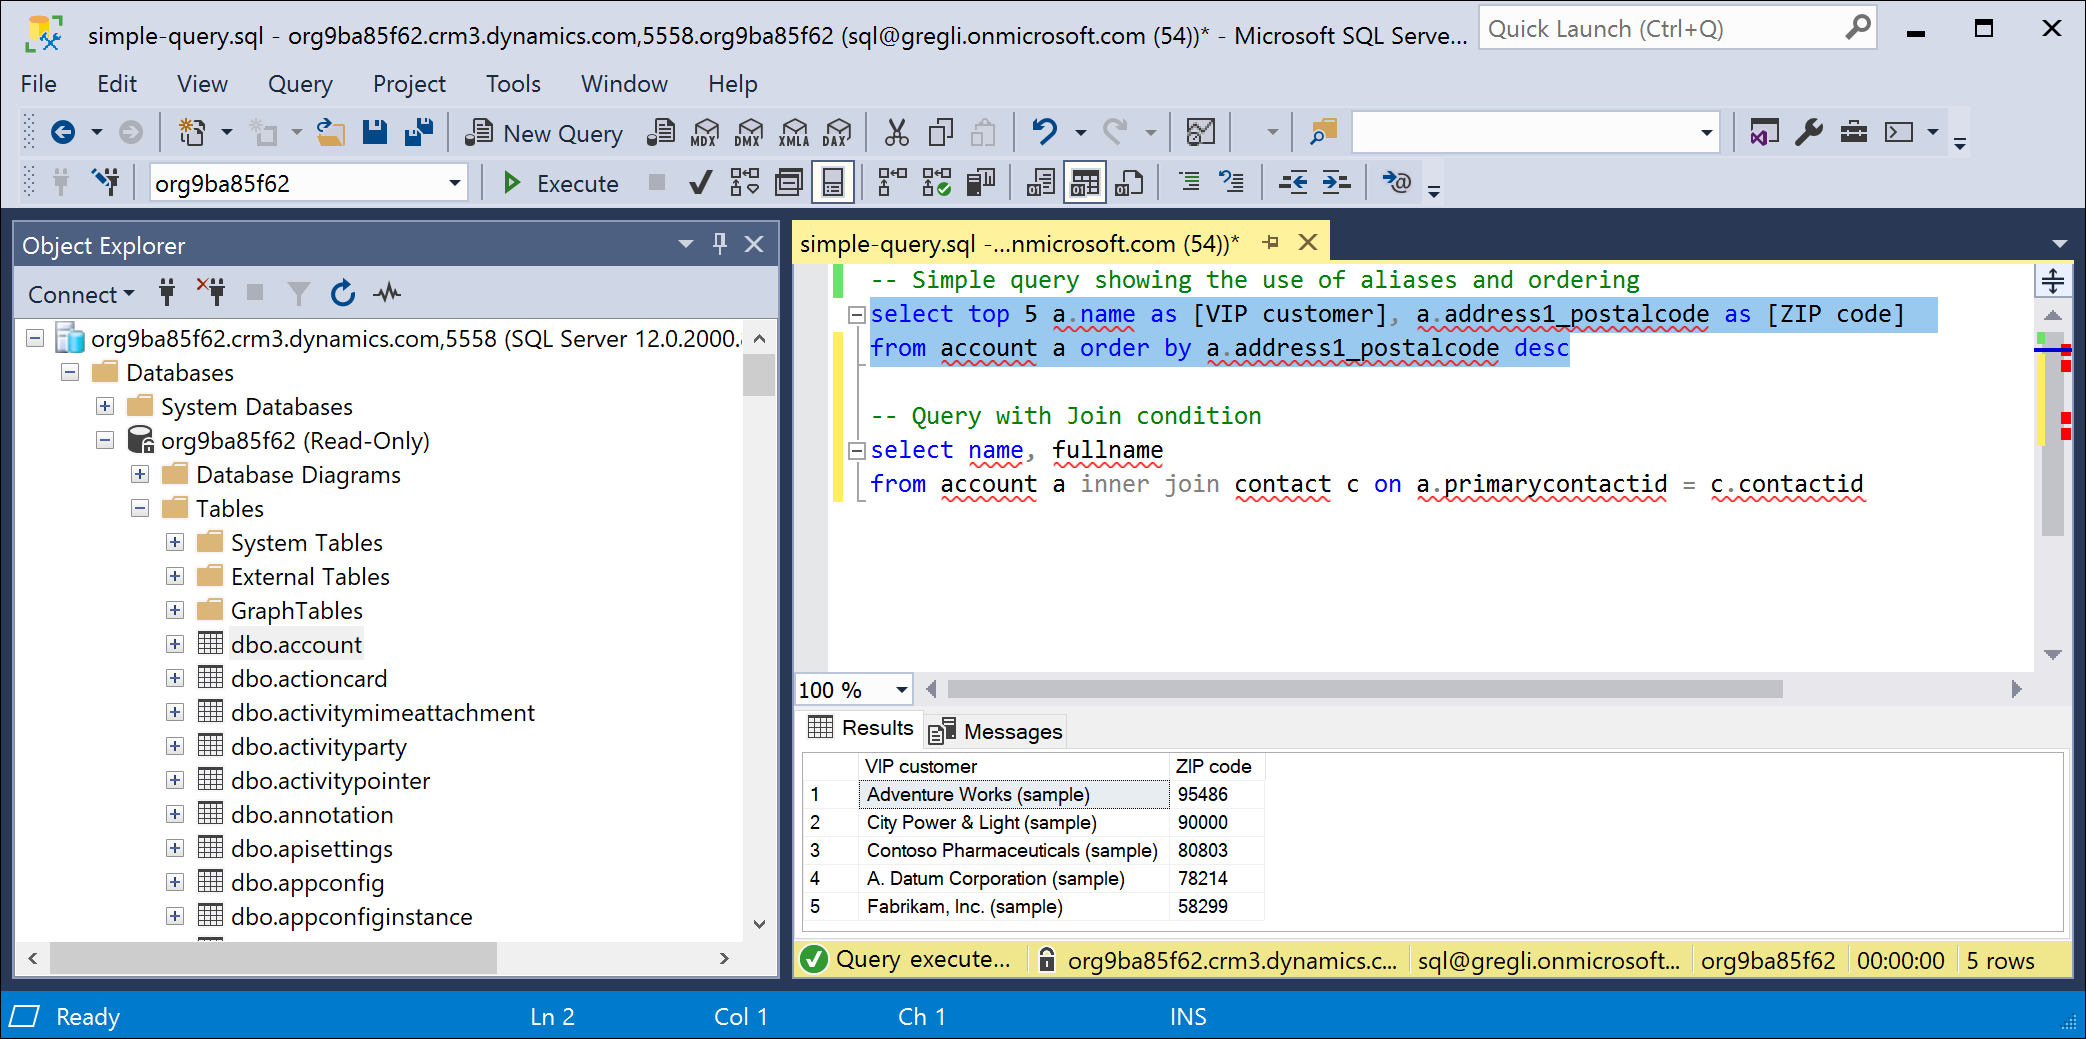 simple-query.sql - org9ba85f62.crm3.dynamics.com,5558.org9ba85f62 (sql@gregli.onmicrosoft.com (54))* - Microsoft SQL Serve...
Quick Launch (Ctrl+Q)
File Edit View Query Project Tools Window Help
New Query MDX DMX XMLA DAX
org9ba85f62 Execute
Object Explorer
Connect
org9ba85f62.crm3.dynamics.com,5558 (SQL Server 12.0.2000.
Databases
System Databases
org9ba85f62 (Read-Only)
Database Diagrams
Tables
System Tables
External Tables
GraphTables
dbo.account
dbo.actioncard
dbo.activitymimeattachment
dbo.activityparty
dbo.activitypointer
dbo.annotation
dbo.apisettings
dbo.appconfig
dbo.appconfiginstance
simple-query.sql -...nmicrosoft.com (54))*
-- Simple query showing the use of aliases and ordering
select top 5 a.name as [VIP customer], a.address1_postalcode as [ZIP code]
from account a order by a.address1_postalcode desc
-- Query with Join condition
select name, fullname
from account a inner join contact c on a.primarycontactid = c.contactid
100 %
Results Messages
VIP customer ZIP code
1 Adventure Works (sample) 95486
2 City Power & Light (sample) 90000
3 Contoso Pharmaceuticals (sample) 80803
4 A. Datum Corporation (sample) 78214
5 Fabrikam, Inc. (sample) 58299
Query execute... org9ba85f62.crm3.dynamics.c... sql@gregli.onmicrosoft... org9ba85f62 00:00:00 5 rows
Ready Ln 2 Col 1 Ch 1 INS